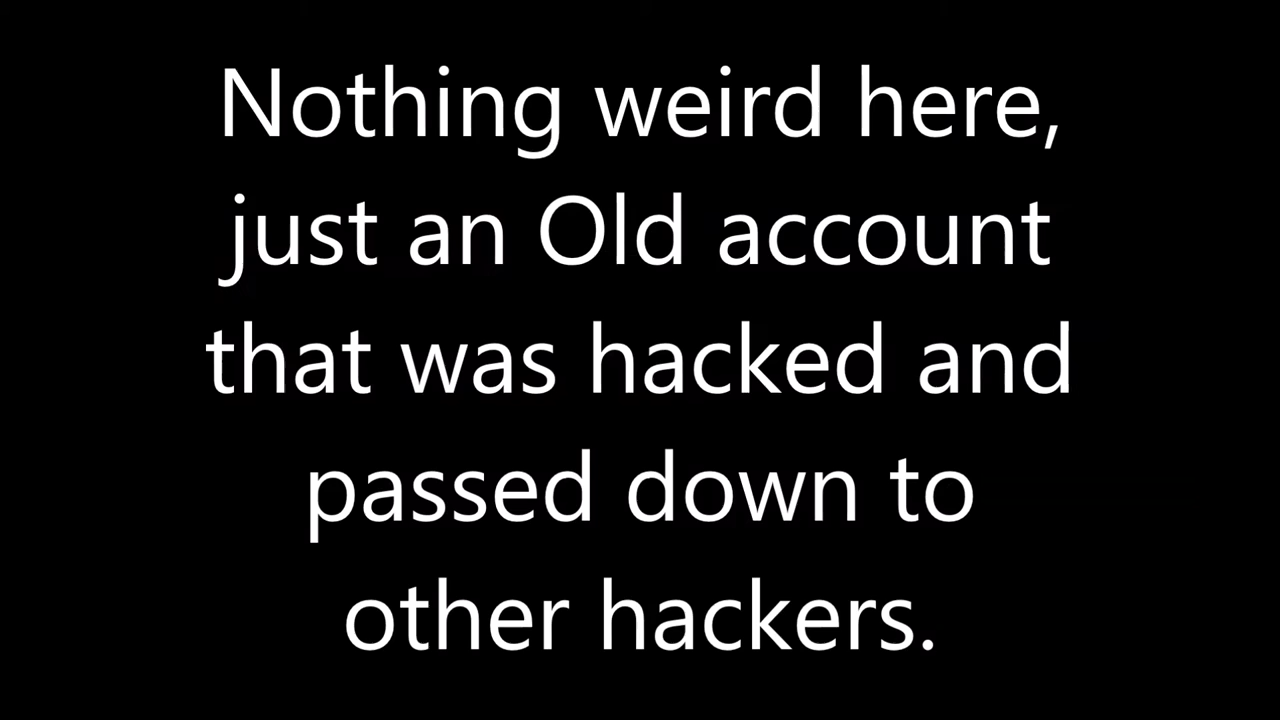 Nothing weird here,
just an Old account
that was hacked and
passed down to
other hackers.